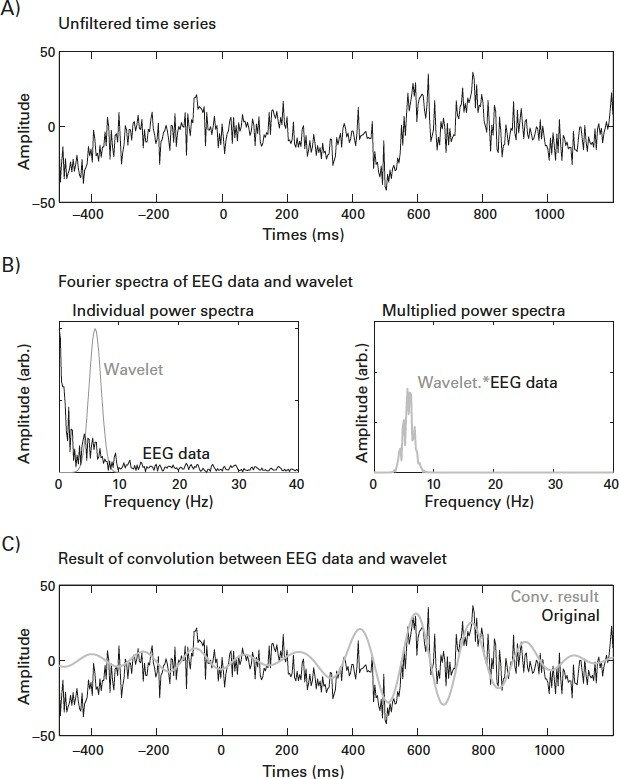 A)
Unfiltered time series
50
0
−50
Amplitude
−400 −200 0 200 400 600 800 1000
Times (ms)
B)
Fourier spectra of EEG data and wavelet
Individual power spectra
Amplitude (arb.)
Wavelet
EEG data
0 10 20 30 40
Frequency (Hz)
Multiplied power spectra
Amplitude (arb.)
Wavelet.*EEG data
0 10 20 30 40
Frequency (Hz)
C)
Result of convolution between EEG data and wavelet
50
0
−50
Amplitude
Conv. result
Original
−400 −200 0 200 400 600 800 1000
Times (ms)